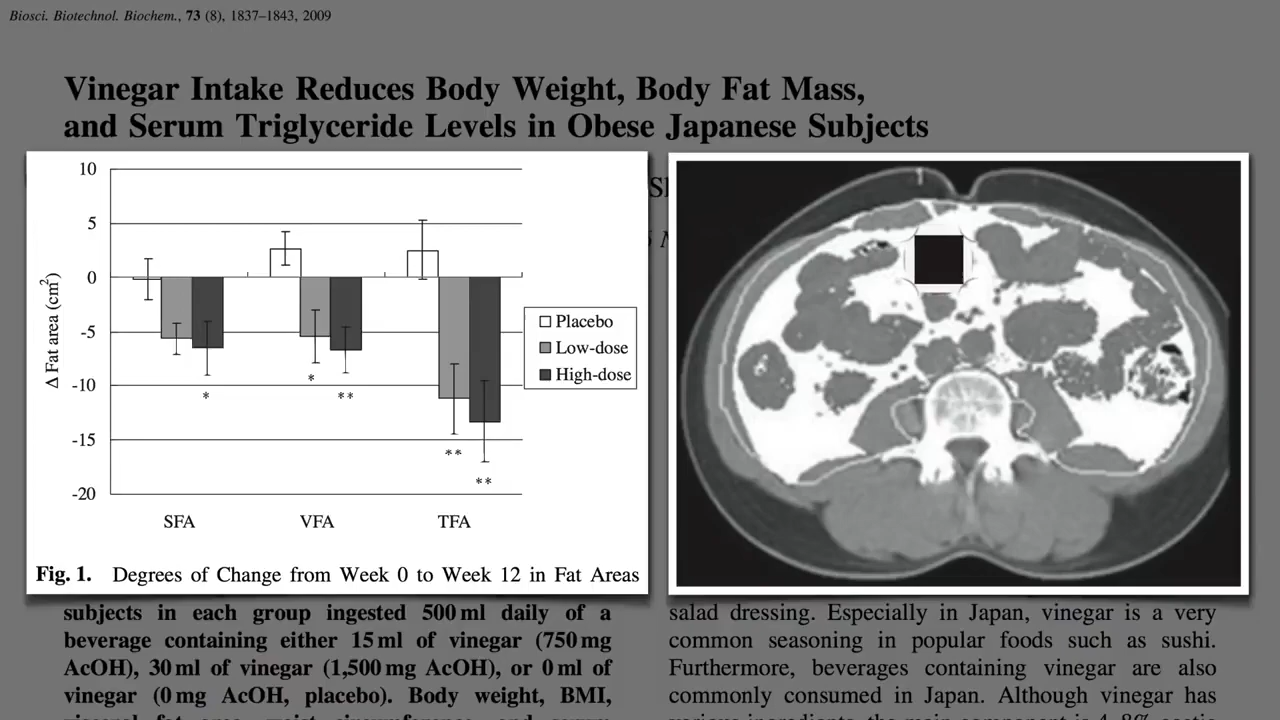 Biosci. Biotechnol. Biochem., 73 (8), 1837–1843, 2009
Vinegar Intake Reduces Body Weight, Body Fat Mass,
and Serum Triglyceride Levels in Obese Japanese Subjects
10
5
0
-5
-10
-15
-20
Δ Fat area (cm²)
*
*
**
**
**
SFA VFA TFA
Placebo
Low-dose
High-dose
Fig. 1. Degrees of Change from Week 0 to Week 12 in Fat Areas
subjects in each group ingested 500 ml daily of a
beverage containing either 15 ml of vinegar (750 mg
AcOH), 30 ml of vinegar (1,500 mg AcOH), or 0 ml of
vinegar (0 mg AcOH, placebo). Body weight, BMI,
salad dressing. Especially in Japan, vinegar is a very
common seasoning in popular foods such as sushi.
Furthermore, beverages containing vinegar are also
commonly consumed in Japan. Although vinegar has